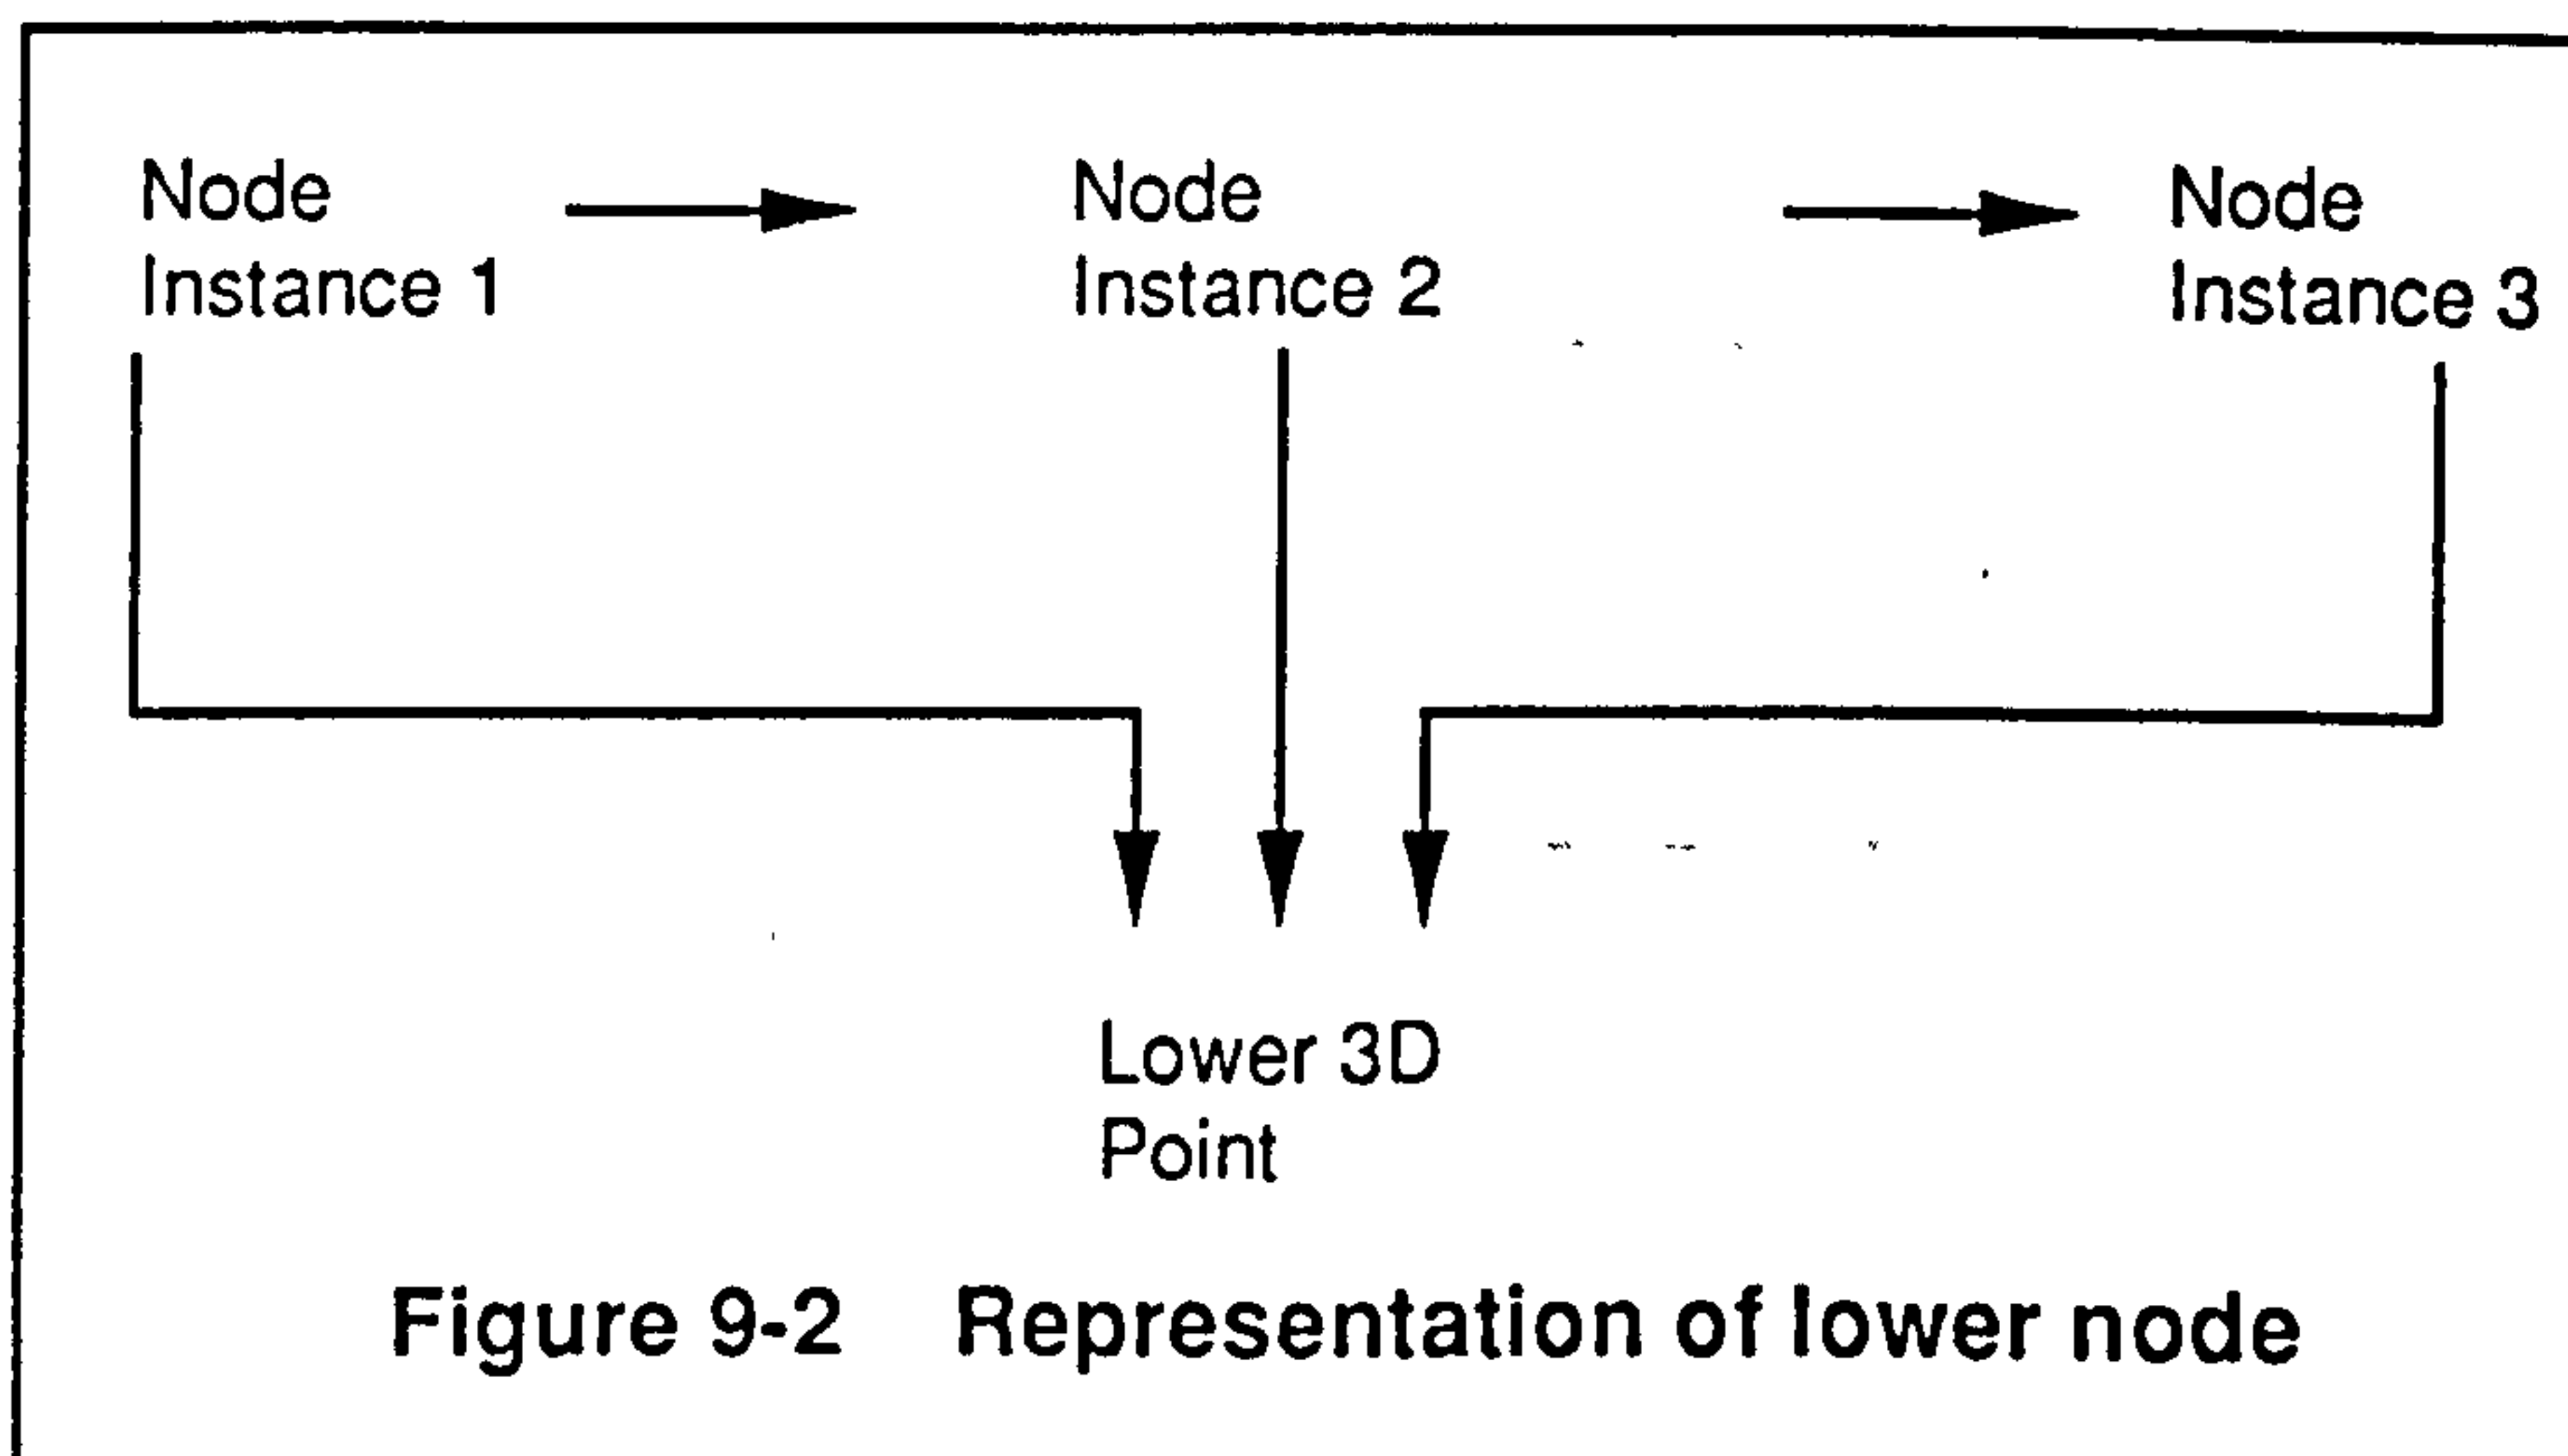 Node
Instance 1
Node
Instance 2
Node
Instance 3
Lower 3D
Point
Figure 9-2 Representation of lower node